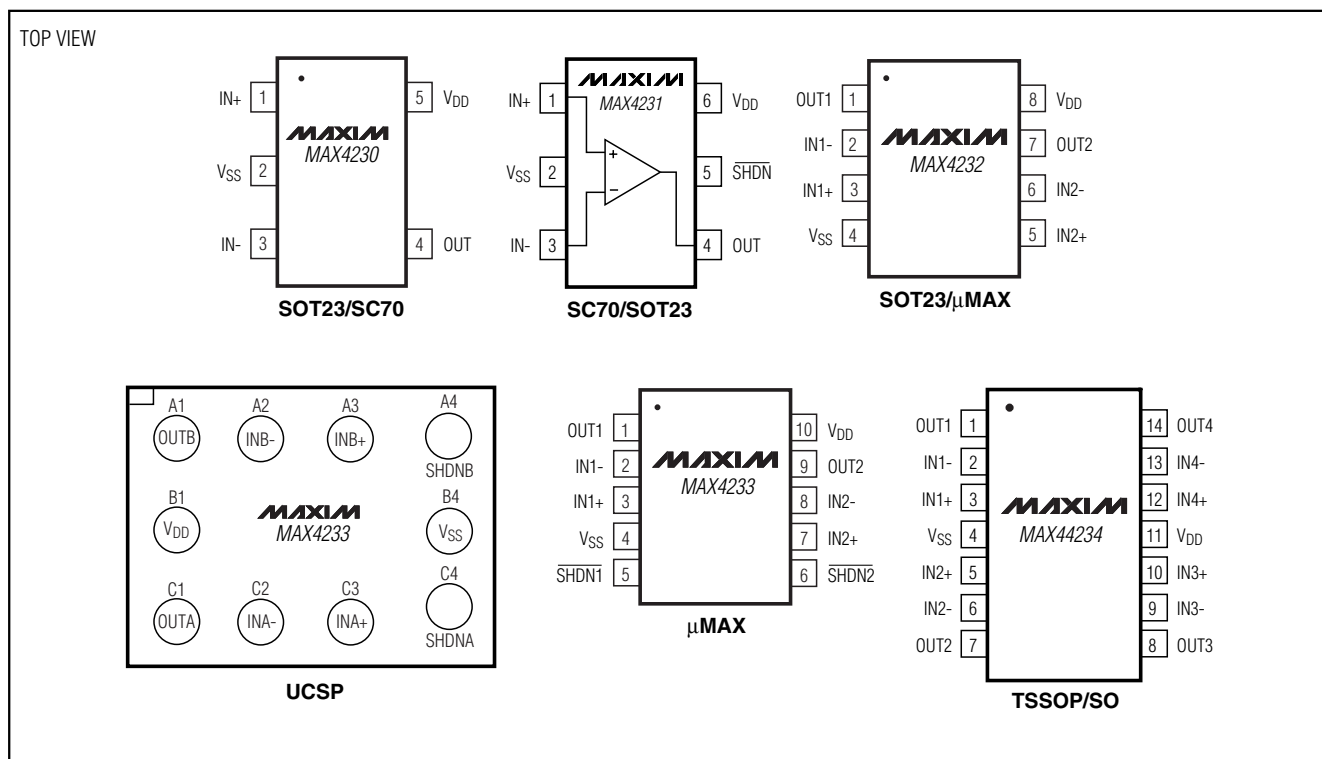 TOP VIEW
IN+ 1
VSS 2
IN- 3
5 VDD
4 OUT
MAXIM
MAX4230
SOT23/SC70
IN+ 1
VSS 2
IN- 3
6 VDD
5 SHDN
4 OUT
MAXIM
MAX4231
+
−
SC70/SOT23
OUT1 1
IN1- 2
IN1+ 3
VSS 4
8 VDD
7 OUT2
6 IN2-
5 IN2+
MAXIM
MAX4232
SOT23/μMAX
A1 A2 A3 A4
OUTB INB- INB+
SHDNB
B1 B4
VDD VSS
MAXIM
MAX4233
C1 C2 C3 C4
OUTA INA- INA+
SHDNA
UCSP
OUT1 1
IN1- 2
IN1+ 3
VSS 4
SHDN1 5
10 VDD
9 OUT2
8 IN2-
7 IN2+
6 SHDN2
MAXIM
MAX4233
μMAX
OUT1 1
IN1- 2
IN1+ 3
VSS 4
IN2+ 5
IN2- 6
OUT2 7
14 OUT4
13 IN4-
12 IN4+
11 VDD
10 IN3+
9 IN3-
8 OUT3
MAXIM
MAX44234
TSSOP/SO